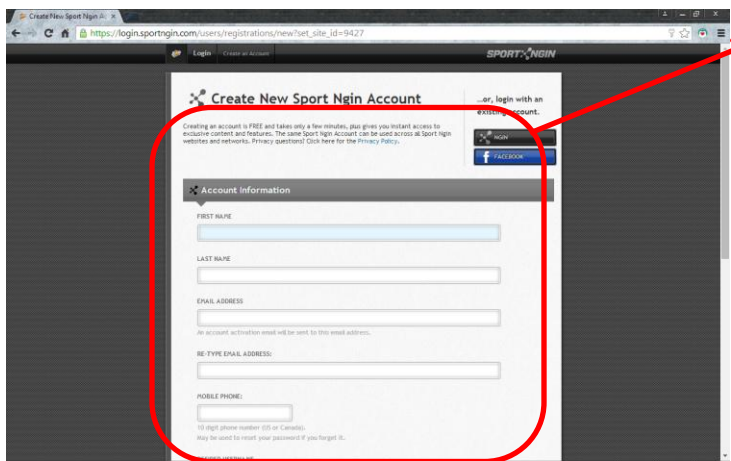 Create New Sport Ngin A
https://login.sportngin.com/users/registrations/new?set_site_id=9427
Login Create an Account SPORT NGIN
Create New Sport Ngin Account
Creating an account is FREE and takes only a few minutes, plus gives you instant access to
exclusive content and features. The same Sport Ngin Account can be used across all Sport Ngin
websites and networks. Privacy questions? Click here for the Privacy Policy.
...or, login with an
existing account.
NGIN
FACEBOOK
Account Information
FIRST NAME
LAST NAME
EMAIL ADDRESS
An account activation email will be sent to this email address.
RE-TYPE EMAIL ADDRESS:
MOBILE PHONE:
10 digit phone number (US or Canada).
May be used to reset your password if you forget it.